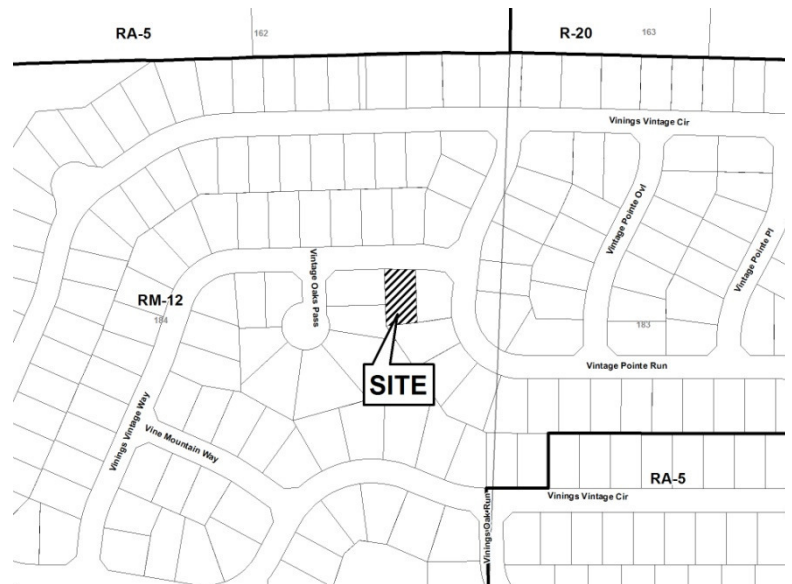 RA-5
162
R-20
163
Vinings Vintage Cir
Vintage Pointe Ovl
Vintage Pointe Pl
Vintage Oaks Pass
RM-12
184
183
Vintage Pointe Run
SITE
Vinings Vintage Way
Vine Mountain Way
RA-5
Vinings Vintage Cir
Vinings Oak Run